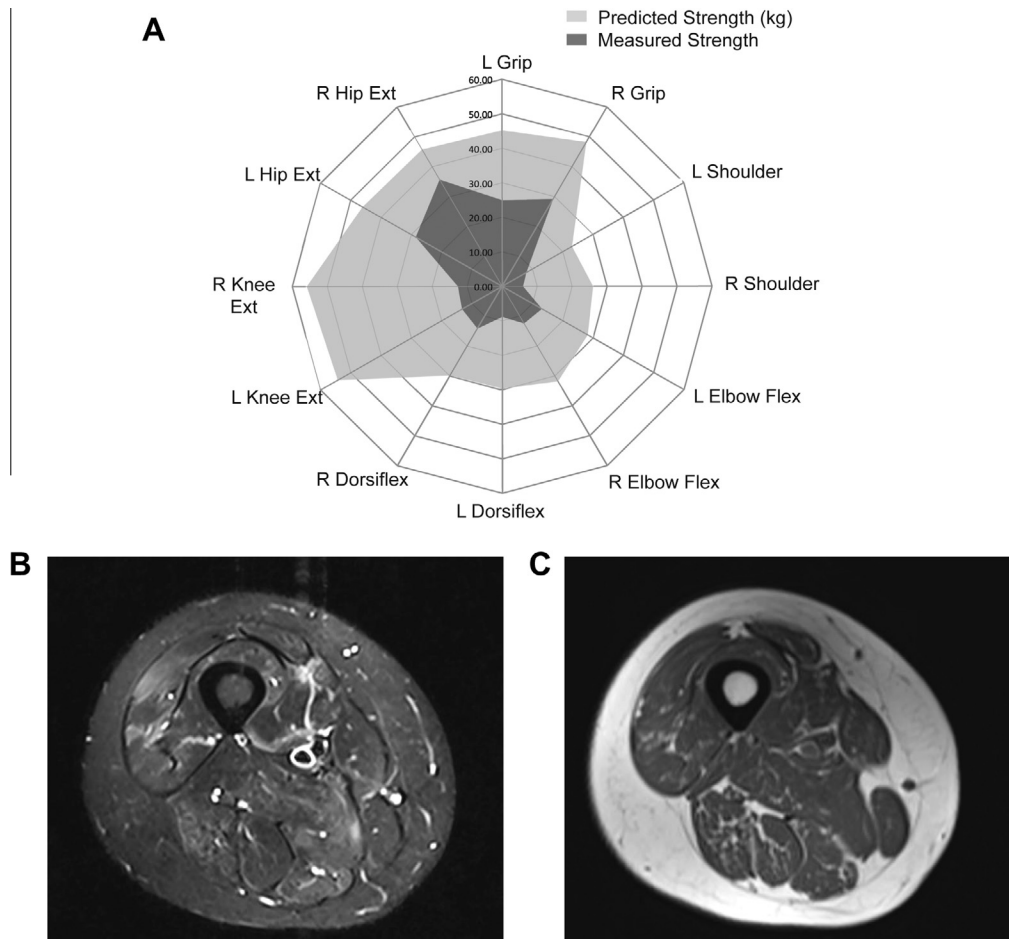 A
Predicted Strength (kg)
Measured Strength
L Grip
60.00
R Hip Ext
R Grip
50.00
40.00
L Hip Ext
L Shoulder
30.00
20.00
10.00
R Knee
Ext
0.00
R Shoulder
L Knee Ext
L Elbow Flex
R Dorsiflex
R Elbow Flex
L Dorsiflex
B
C